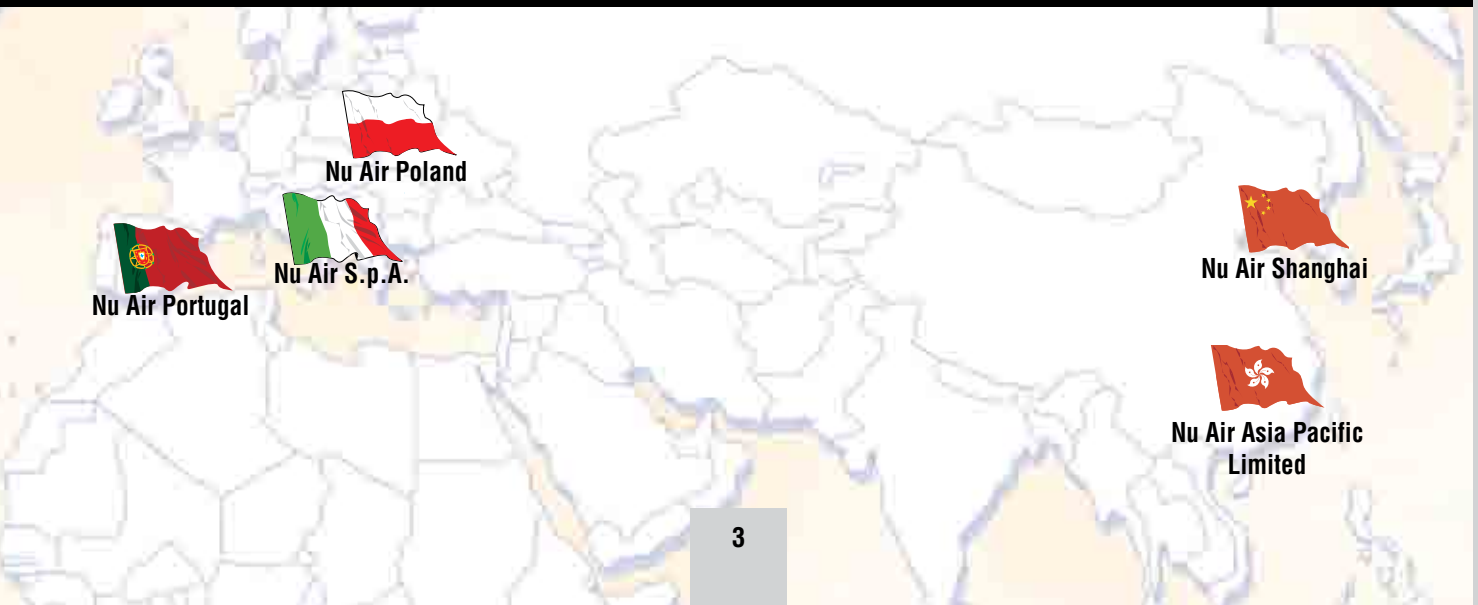 Nu Air Poland
Nu Air S.p.A.
Nu Air Portugal
Nu Air Shanghai
Nu Air Asia Pacific
Limited
3